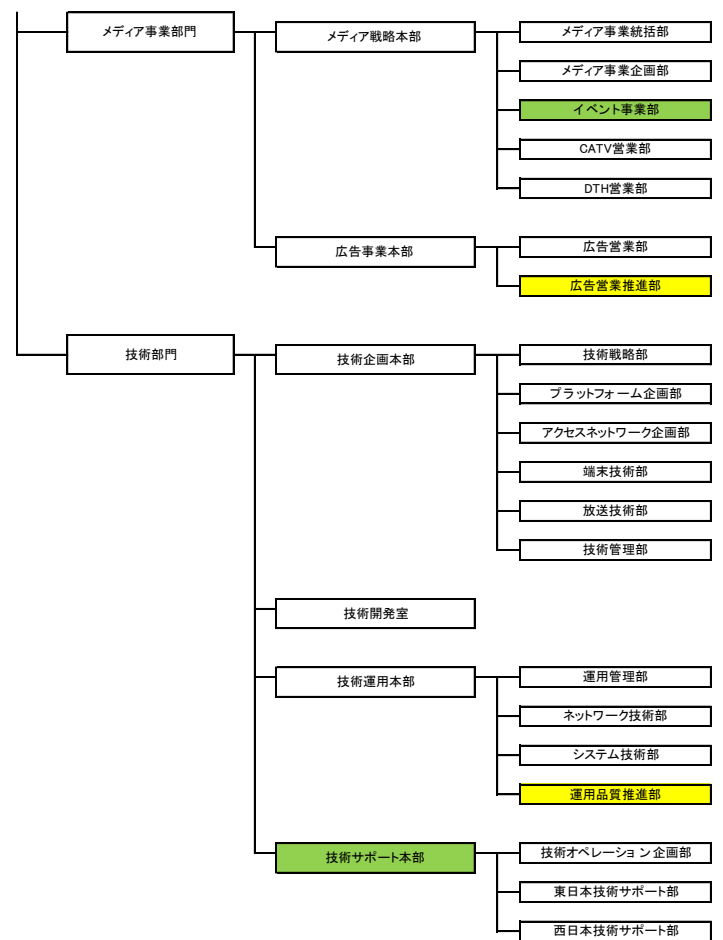 メディア事業部門
メディア戦略本部
メディア事業統括部
メディア事業企画部
イベント事業部
CATV営業部
DTH営業部
広告事業本部
広告営業部
広告営業推進部
技術部門
技術企画本部
技術戦略部
プラットフォーム企画部
アクセスネットワーク企画部
端末技術部
放送技術部
技術管理部
技術開発室
技術運用本部
運用管理部
ネットワーク技術部
システム技術部
運用品質推進部
技術サポート本部
技術オペレーション企画部
東日本技術サポート部
西日本技術サポート部